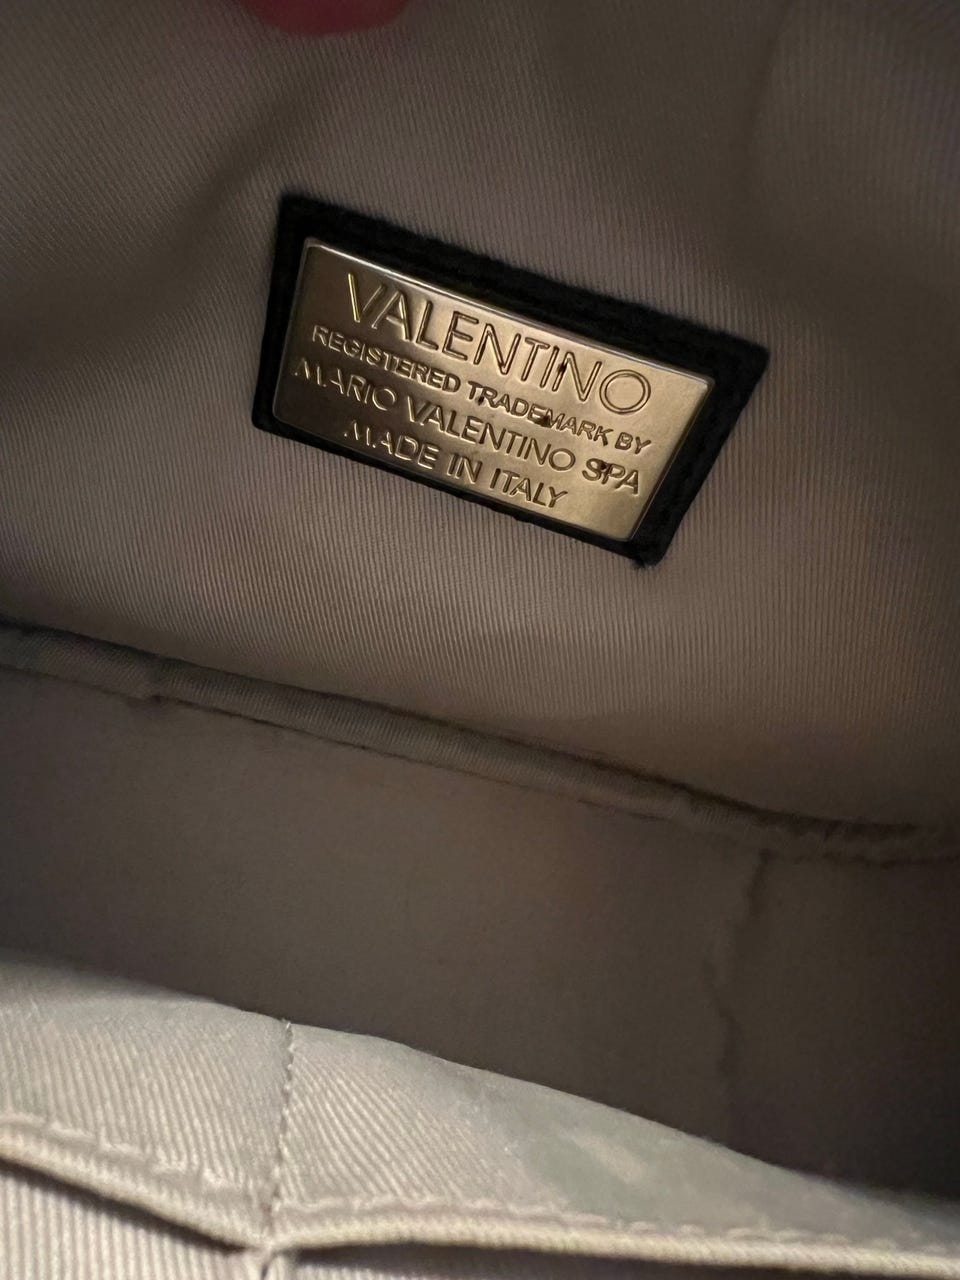 VALENTINO
REGISTERED TRADEMARK BY
MARIO VALENTINO SPA
MADE IN ITALY